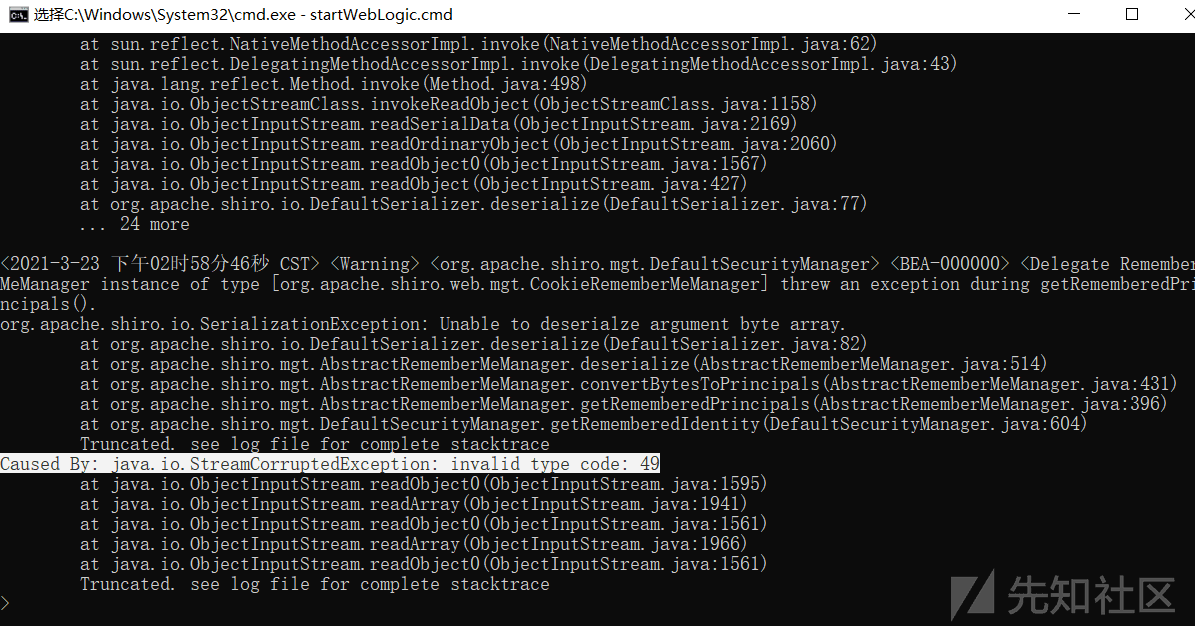 选择C:\Windows\System32\cmd.exe - startWebLogic.cmd
at sun.reflect.NativeMethodAccessorImpl.invoke(NativeMethodAccessorImpl.java:62)
at sun.reflect.DelegatingMethodAccessorImpl.invoke(DelegatingMethodAccessorImpl.java:43)
at java.lang.reflect.Method.invoke(Method.java:498)
at java.io.ObjectStreamClass.invokeReadObject(ObjectStreamClass.java:1158)
at java.io.ObjectInputStream.readSerialData(ObjectInputStream.java:2169)
at java.io.ObjectInputStream.readOrdinaryObject(ObjectInputStream.java:2060)
at java.io.ObjectInputStream.readObject0(ObjectInputStream.java:1567)
at java.io.ObjectInputStream.readObject(ObjectInputStream.java:427)
at org.apache.shiro.io.DefaultSerializer.deserialize(DefaultSerializer.java:77)
... 24 more
<2021-3-23 下午02时58分46秒 CST> <Warning> <org.apache.shiro.mgt.DefaultSecurityManager> <BEA-000000> <Delegate Remember
MeManager instance of type [org.apache.shiro.web.mgt.CookieRememberMeManager] threw an exception during getRememberedPri
ncipals().
org.apache.shiro.io.SerializationException: Unable to deserialze argument byte array.
at org.apache.shiro.io.DefaultSerializer.deserialize(DefaultSerializer.java:82)
at org.apache.shiro.mgt.AbstractRememberMeManager.deserialize(AbstractRememberMeManager.java:514)
at org.apache.shiro.mgt.AbstractRememberMeManager.convertBytesToPrincipals(AbstractRememberMeManager.java:431)
at org.apache.shiro.mgt.AbstractRememberMeManager.getRememberedPrincipals(AbstractRememberMeManager.java:396)
at org.apache.shiro.mgt.DefaultSecurityManager.getRememberedIdentity(DefaultSecurityManager.java:604)
Truncated. see log file for complete stacktrace
Caused By: java.io.StreamCorruptedException: invalid type code: 49
at java.io.ObjectInputStream.readObject0(ObjectInputStream.java:1595)
at java.io.ObjectInputStream.readArray(ObjectInputStream.java:1941)
at java.io.ObjectInputStream.readObject0(ObjectInputStream.java:1561)
at java.io.ObjectInputStream.readArray(ObjectInputStream.java:1966)
at java.io.ObjectInputStream.readObject0(ObjectInputStream.java:1561)
Truncated. see log file for complete stacktrace
>
先知社区